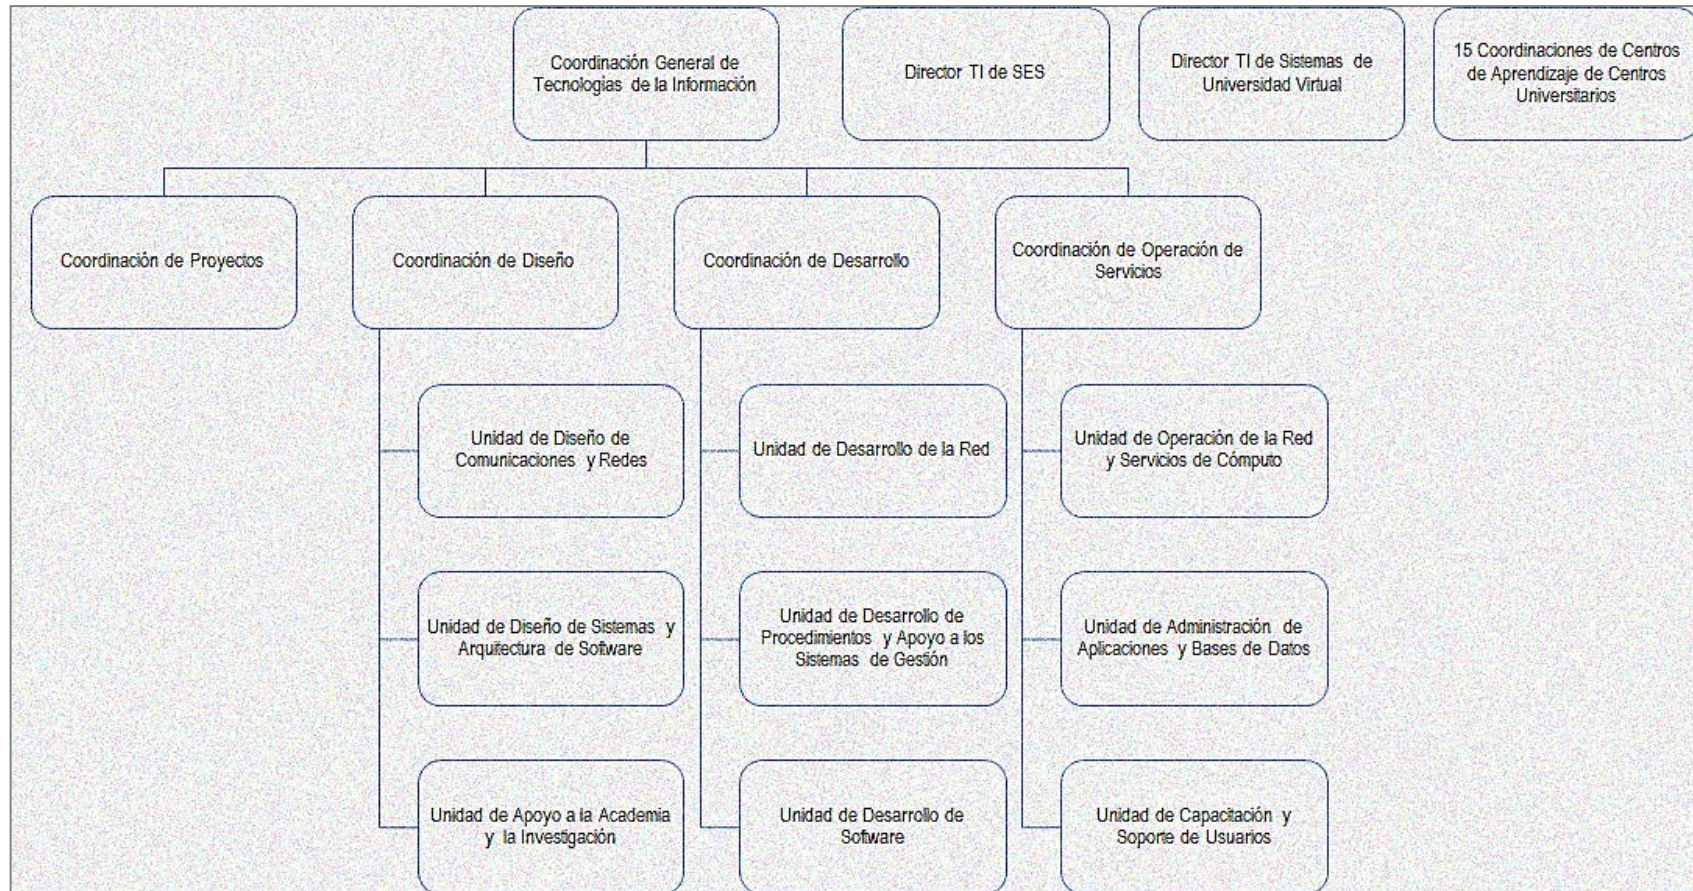 Coordinación General de
Tecnologías de la Información
Director TI de SES
Director TI de Sistemas de
Universidad Virtual
15 Coordinaciones de Centros
de Aprendizaje de Centros
Universitarios
Coordinación de Proyectos
Coordinación de Diseño
Coordinación de Desarrollo
Coordinación de Operación de
Servicios
Unidad de Diseño de
Comunicaciones y Redes
Unidad de Desarrollo de la Red
Unidad de Operación de la Red
y Servicios de Cómputo
Unidad de Diseño de Sistemas y
Arquitectura de Software
Unidad de Desarrollo de
Procedimientos y Apoyo a los
Sistemas de Gestión
Unidad de Administración de
Aplicaciones y Bases de Datos
Unidad de Apoyo a la Academia
y la Investigación
Unidad de Desarrollo de
Software
Unidad de Capacitación y
Soporte de Usuarios